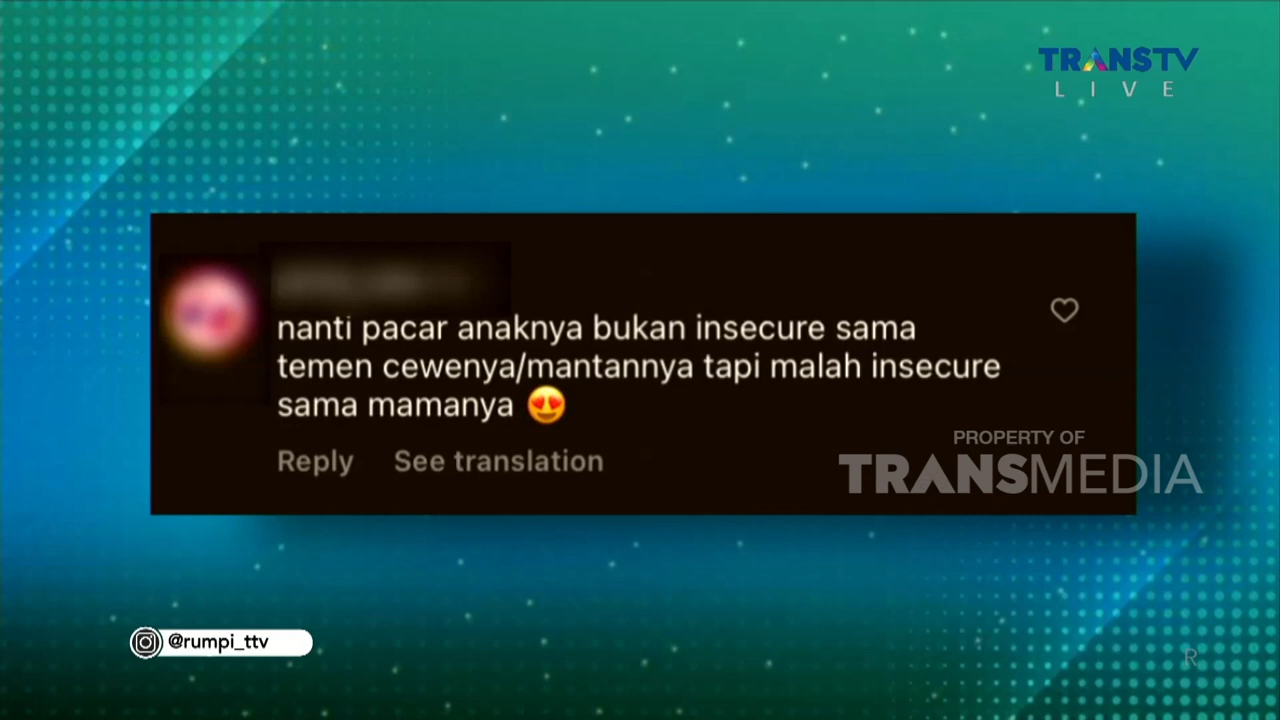 TRANSTV
LIVE
nanti pacar anaknya bukan insecure sama
temen cewenya/mantannya tapi malah insecure
sama mamanya 😍
Reply See translation
PROPERTY OF
TRANSMEDIA
@rumpi_ttv
R